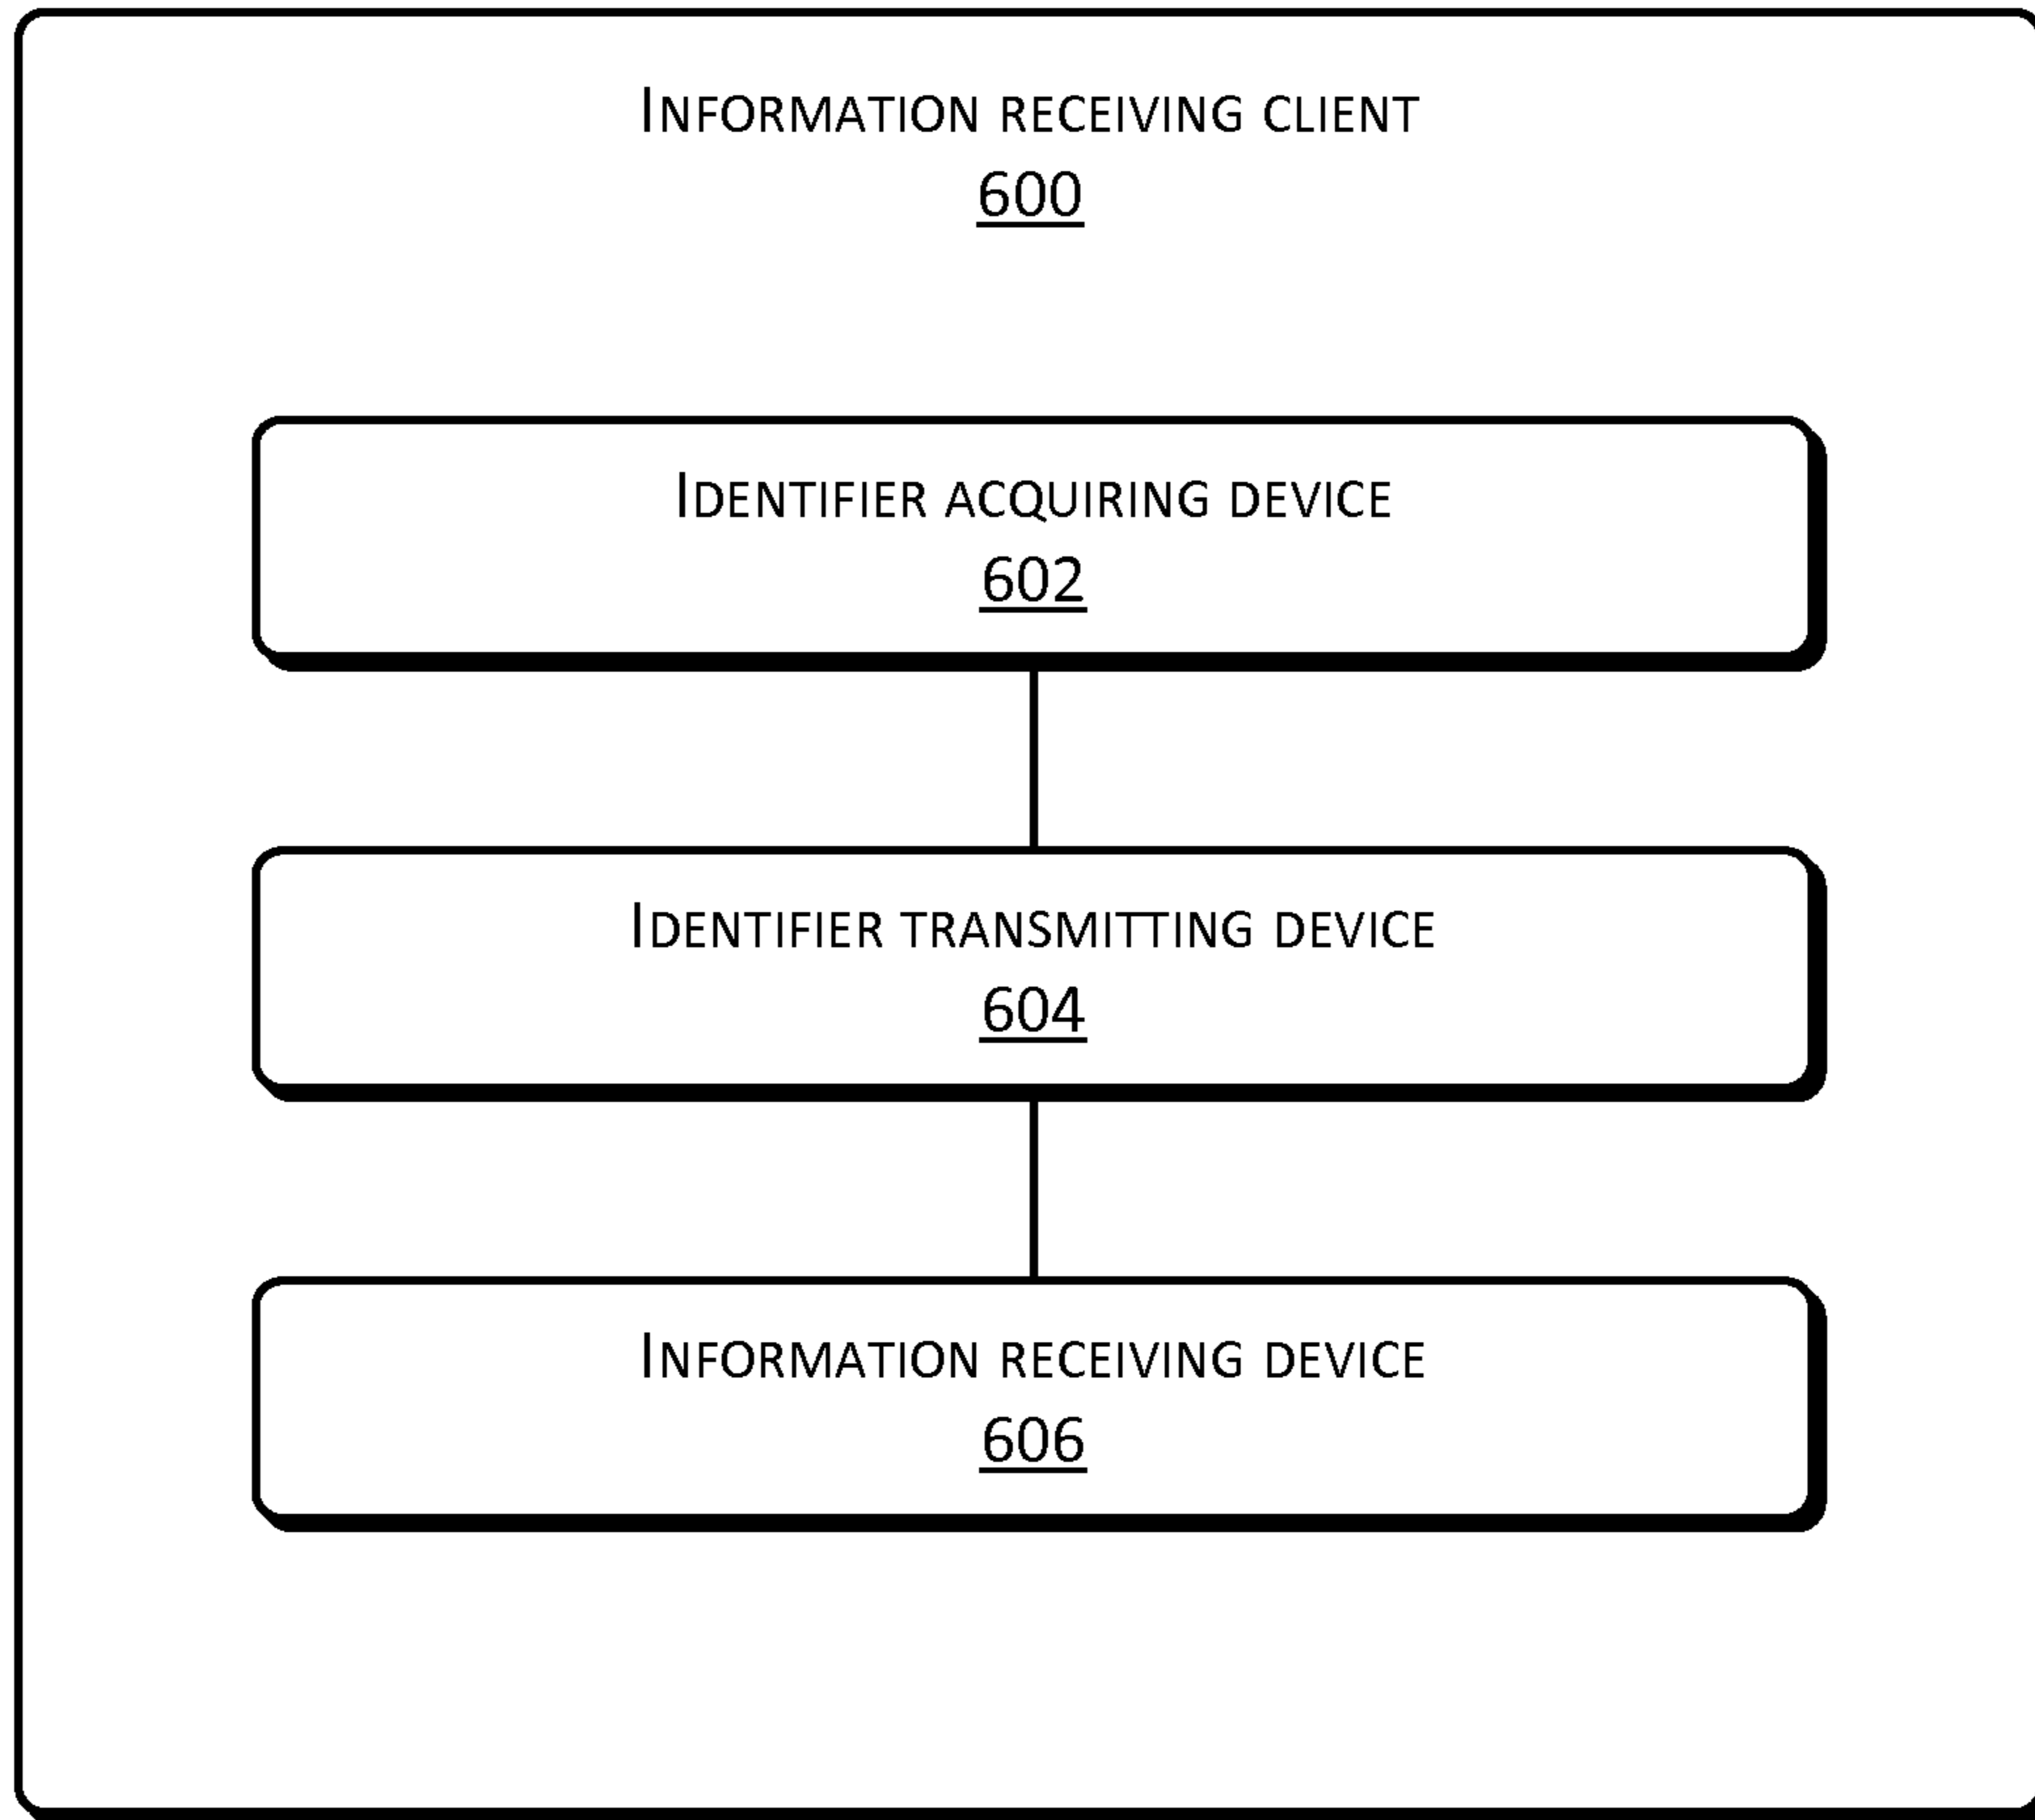 Information receiving client
600
Identifier acquiring device
602
Identifier transmitting device
604
Information receiving device
606